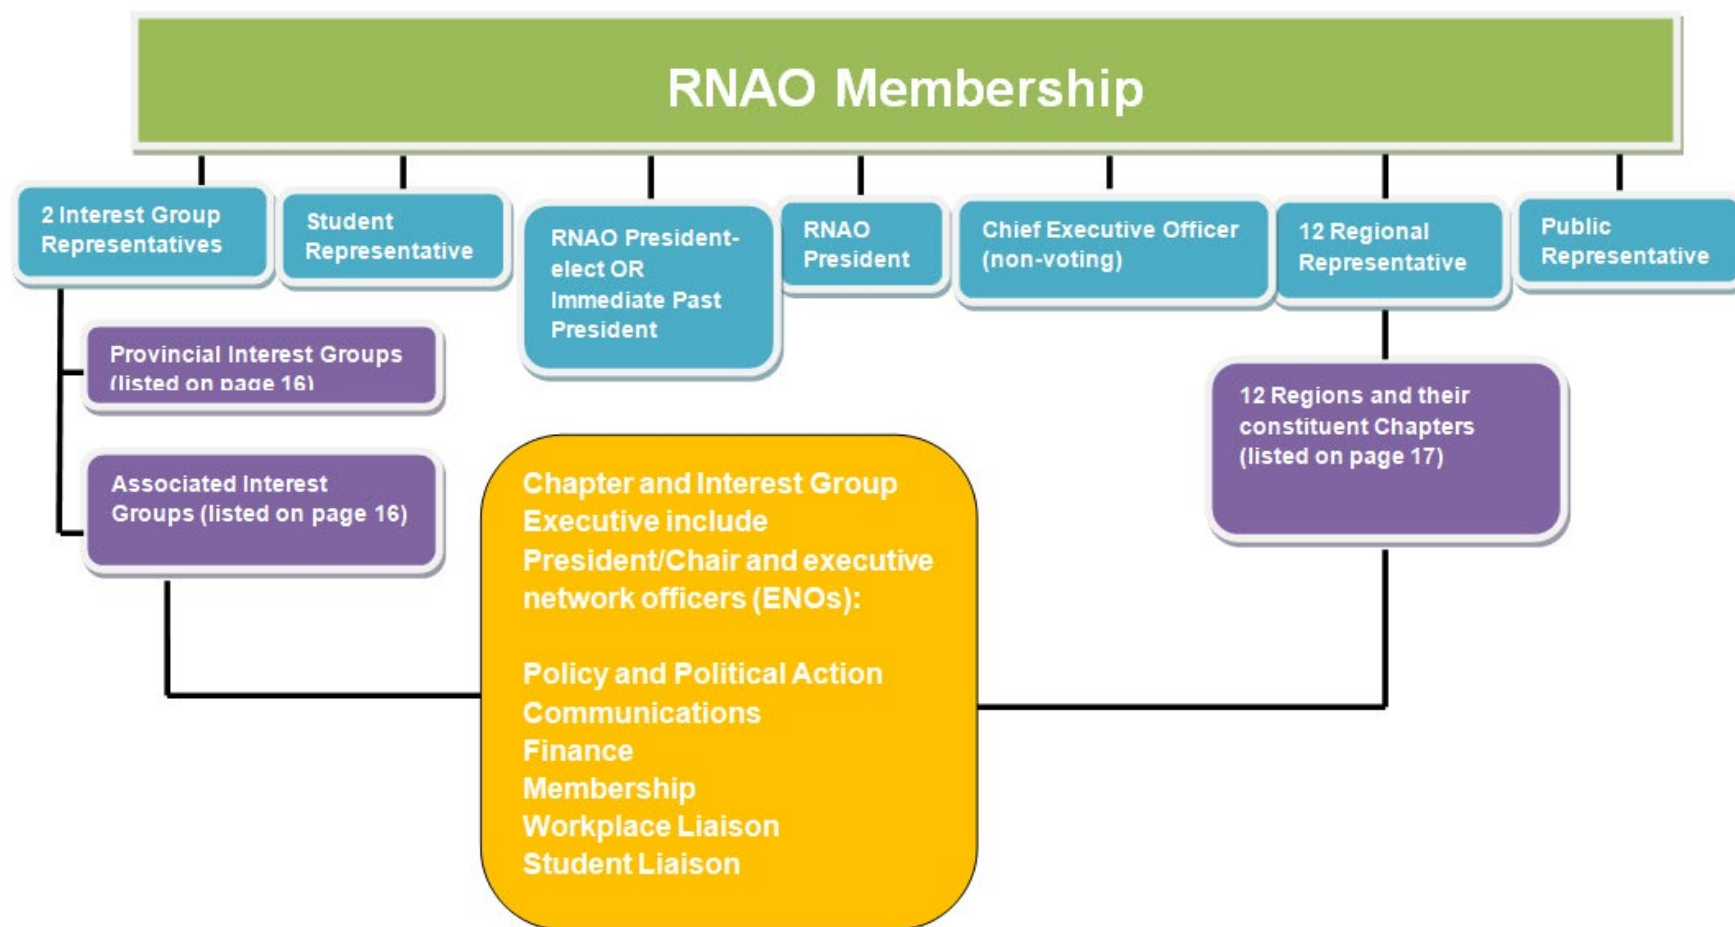 RNAO Membership
2 Interest Group
Representatives
Student
Representative
RNAO President-
elect OR
Immediate Past
President
RNAO
President
Chief Executive Officer
(non-voting)
12 Regional
Representative
Public
Representative
Provincial Interest Groups
(listed on page 16)
Associated Interest
Groups (listed on page 16)
12 Regions and their
constituent Chapters
(listed on page 17)
Chapter and Interest Group
Executive include
President/Chair and executive
network officers (ENOs):
Policy and Political Action
Communications
Finance
Membership
Workplace Liaison
Student Liaison